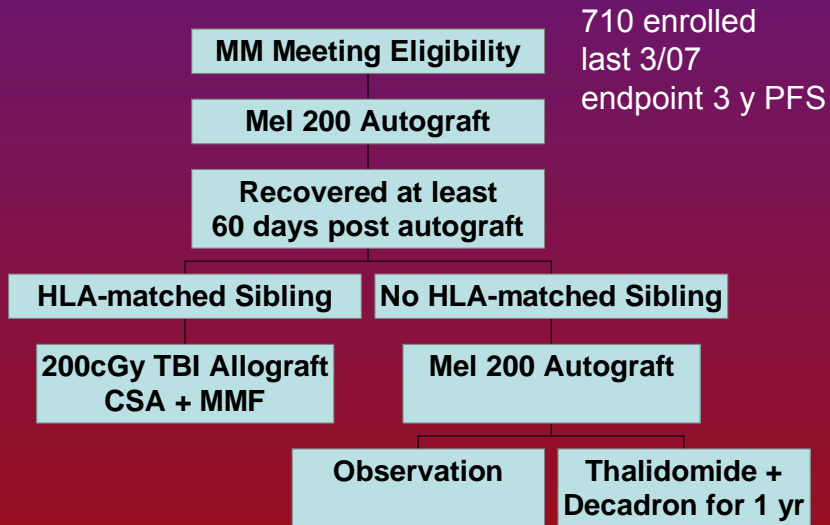 710 enrolled
last 3/07
endpoint 3 y PFS
MM Meeting Eligibility
Mel 200 Autograft
Recovered at least
60 days post autograft
HLA-matched Sibling
No HLA-matched Sibling
200cGy TBI Allograft
CSA + MMF
Mel 200 Autograft
Observation
Thalidomide +
Decadron for 1 yr